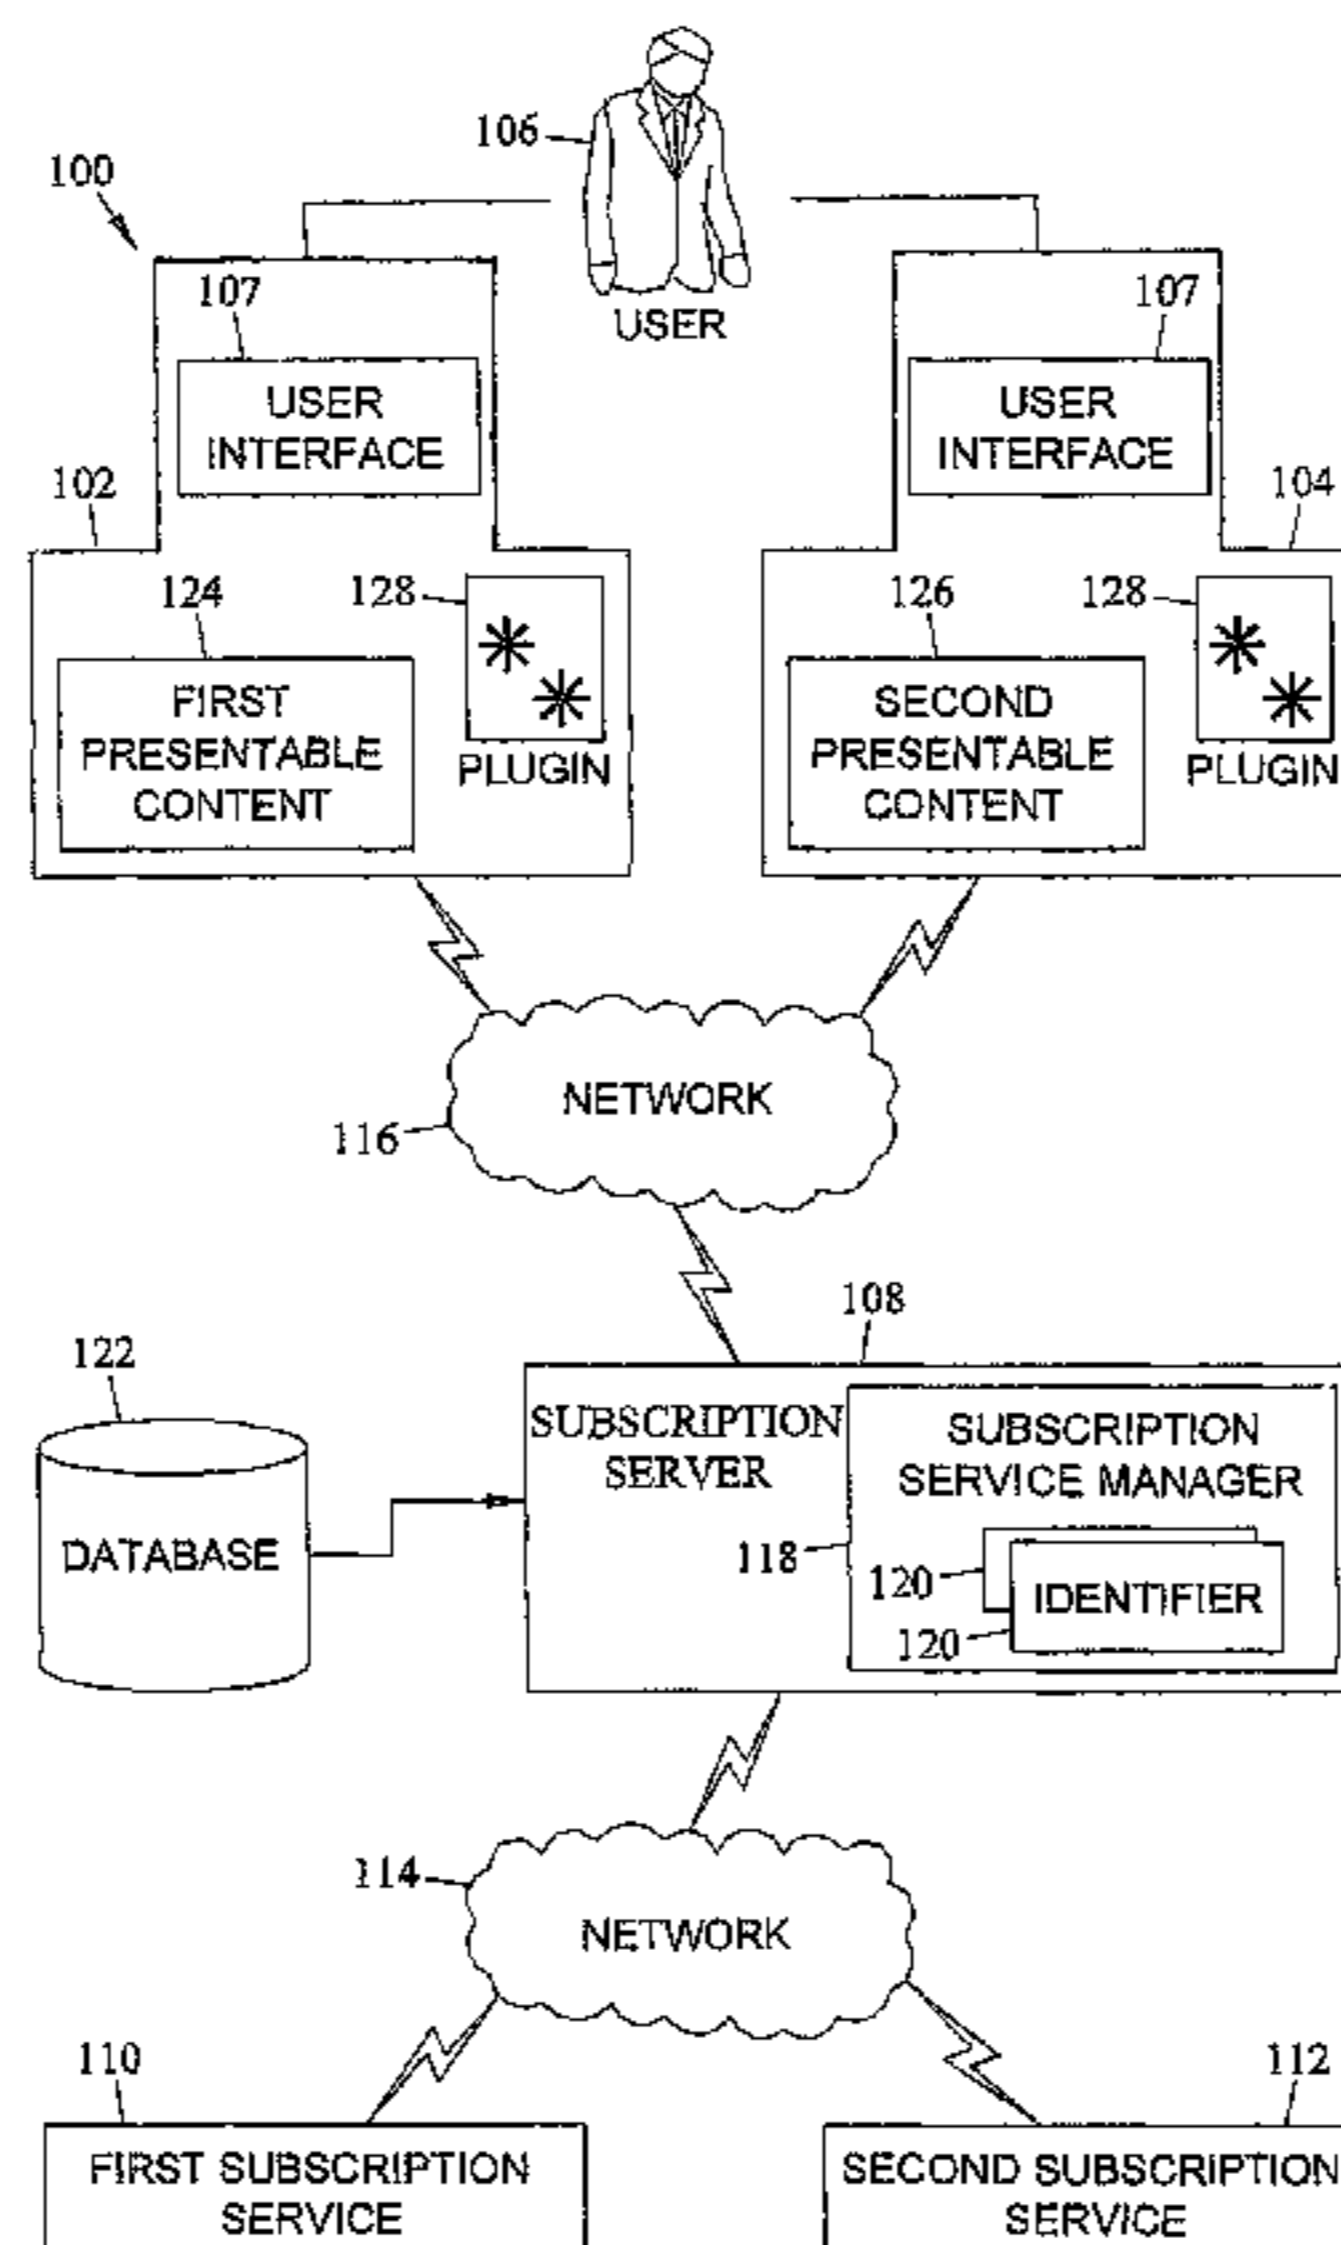 106
100
USER
107
USER
INTERFACE
107
USER
INTERFACE
102
104
124
128
FIRST
PRESENTABLE
CONTENT
PLUGIN
126
128
SECOND
PRESENTABLE
CONTENT
PLUGIN
NETWORK
116
108
122
DATABASE
SUBSCRIPTION
SERVER
SUBSCRIPTION
SERVICE MANAGER
118
120
IDENTIFIER
120
114
NETWORK
110
112
FIRST SUBSCRIPTION
SERVICE
SECOND SUBSCRIPTION
SERVICE